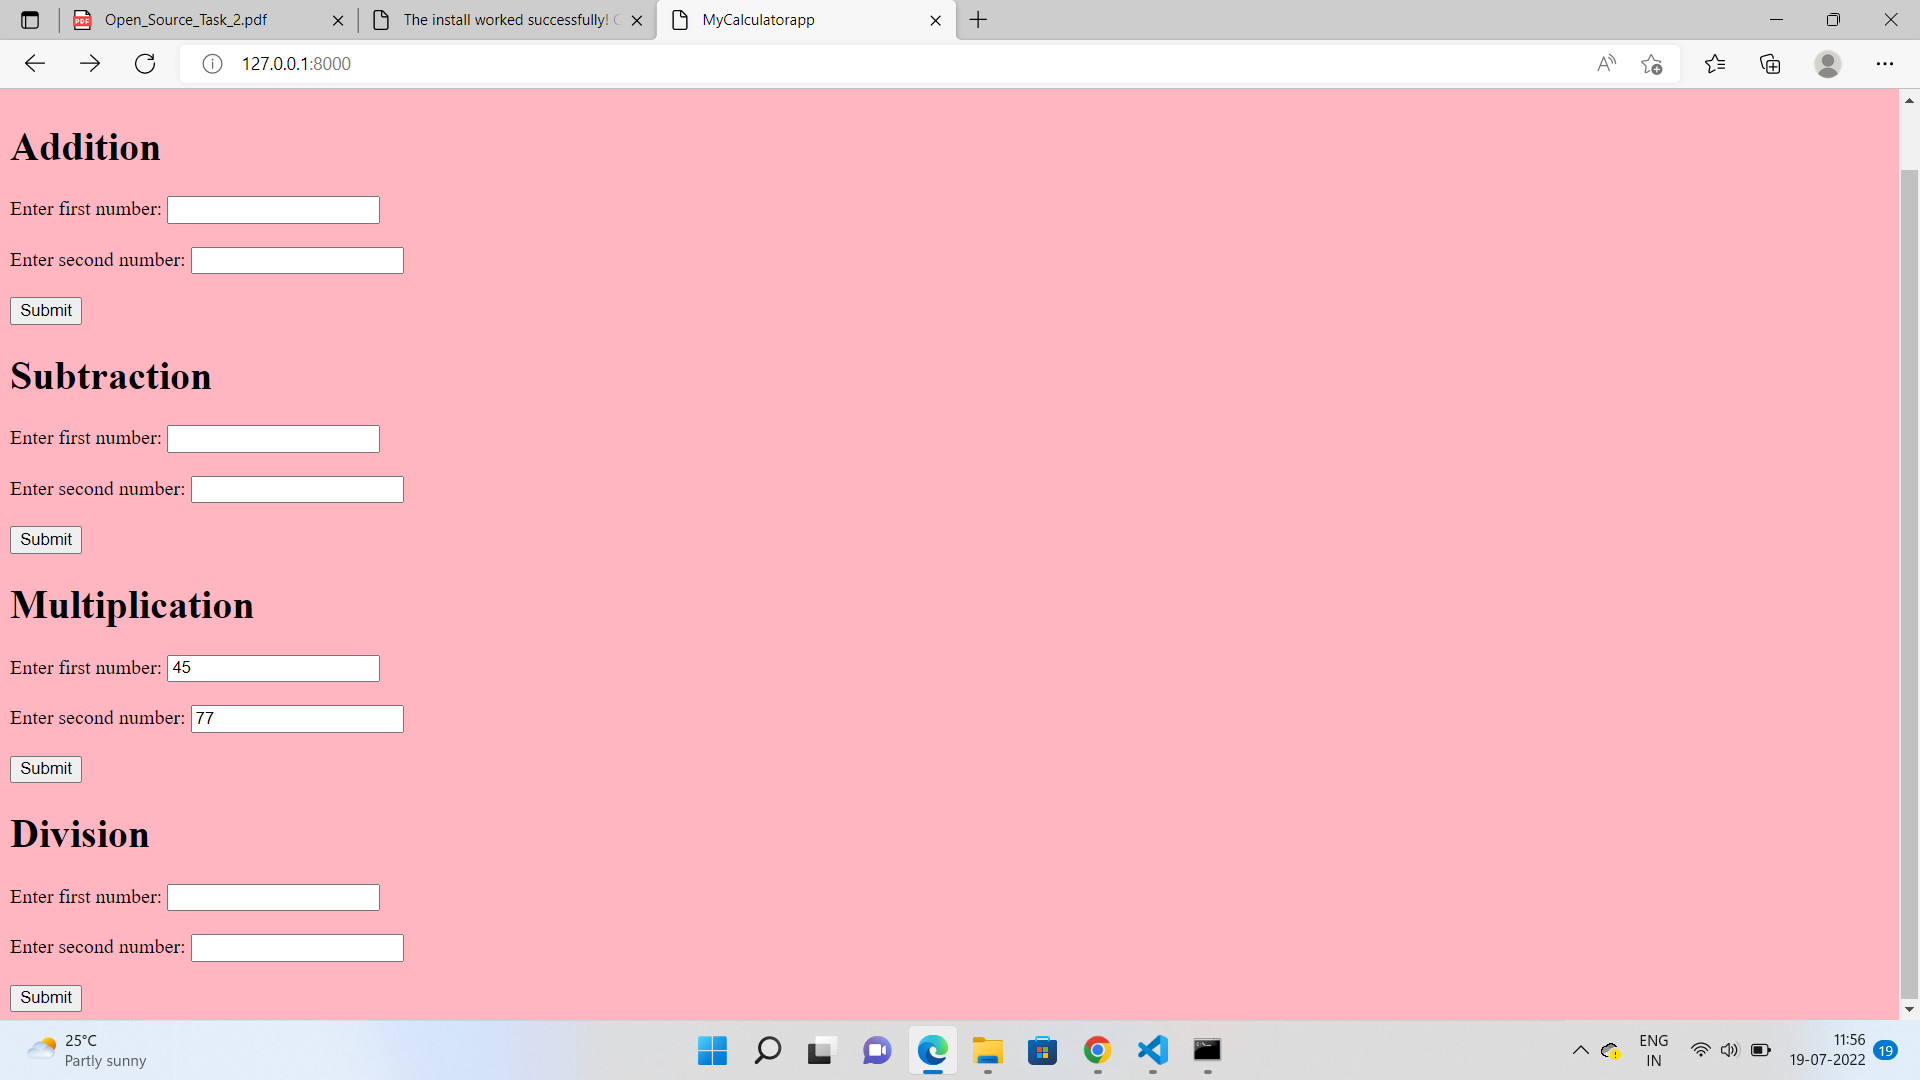 Open_Source_Task_2.pdf
The install worked successfully!
MyCalculatorapp
127.0.0.1:8000
Addition
Enter first number:
Enter second number:
Submit
Subtraction
Enter first number:
Enter second number:
Submit
Multiplication
Enter first number: 45
Enter second number: 77
Submit
Division
Enter first number:
Enter second number:
Submit
25°C
Partly sunny
ENG
IN
11:56
19-07-2022
19